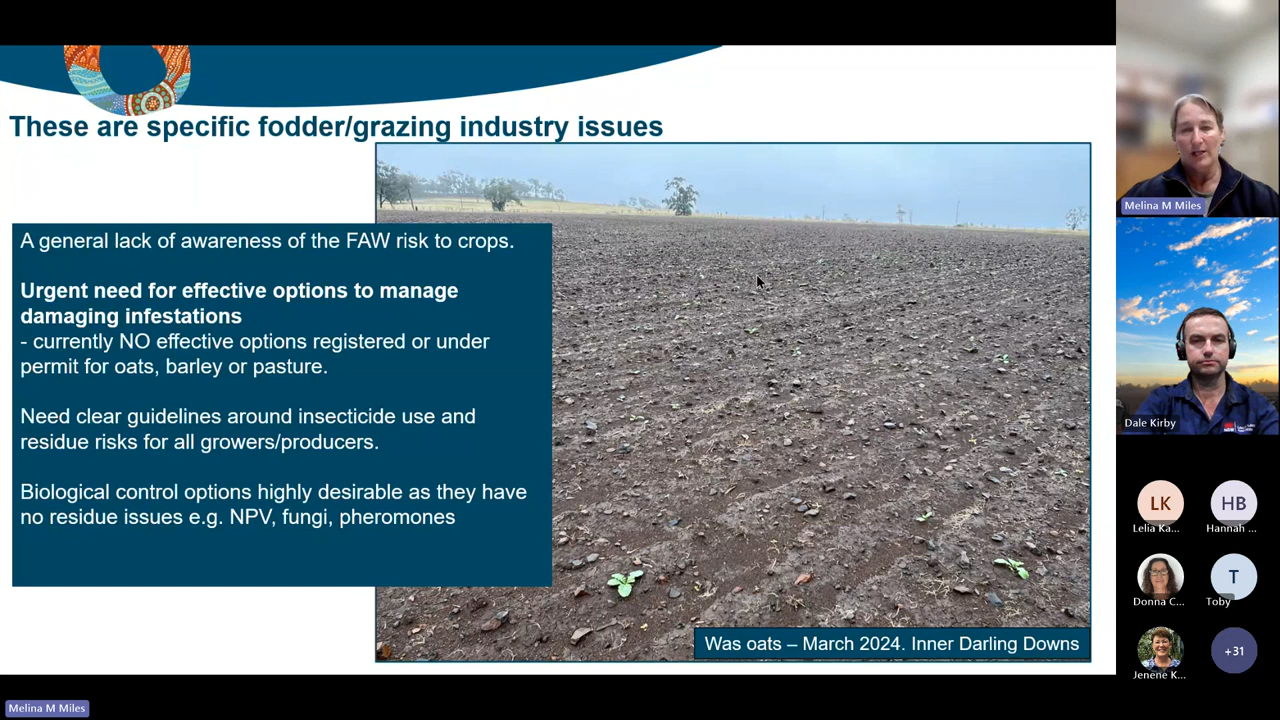 These are specific fodder/grazing industry issues
A general lack of awareness of the FAW risk to crops.
Urgent need for effective options to manage
damaging infestations
- currently NO effective options registered or under
permit for oats, barley or pasture.
Need clear guidelines around insecticide use and
residue risks for all growers/producers.
Biological control options highly desirable as they have
no residue issues e.g. NPV, fungi, pheromones
Was oats – March 2024. Inner Darling Downs
Melina M Miles
Dale Kirby
LK
Lelia Ka...
HB
Hannah ...
Donna C...
T
Toby
Jenene K...
+31
Melina M Miles